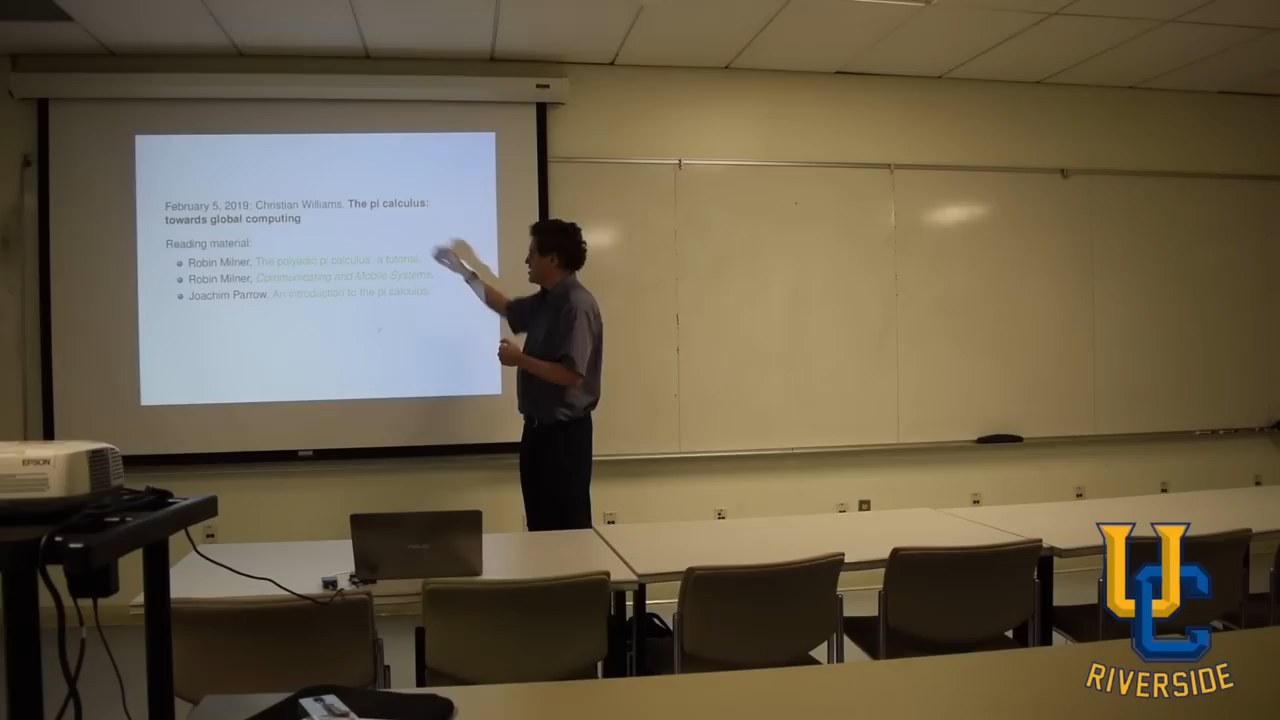 February 5, 2019: Christian Williams. The pi calculus:
towards global computing
Reading material:
Robin Milner, The polyadic pi calculus: a tutorial.
Robin Milner, Communicating and Mobile Systems.
Joachim Parrow, An introduction to the pi calculus.
EPSON
UC
RIVERSIDE